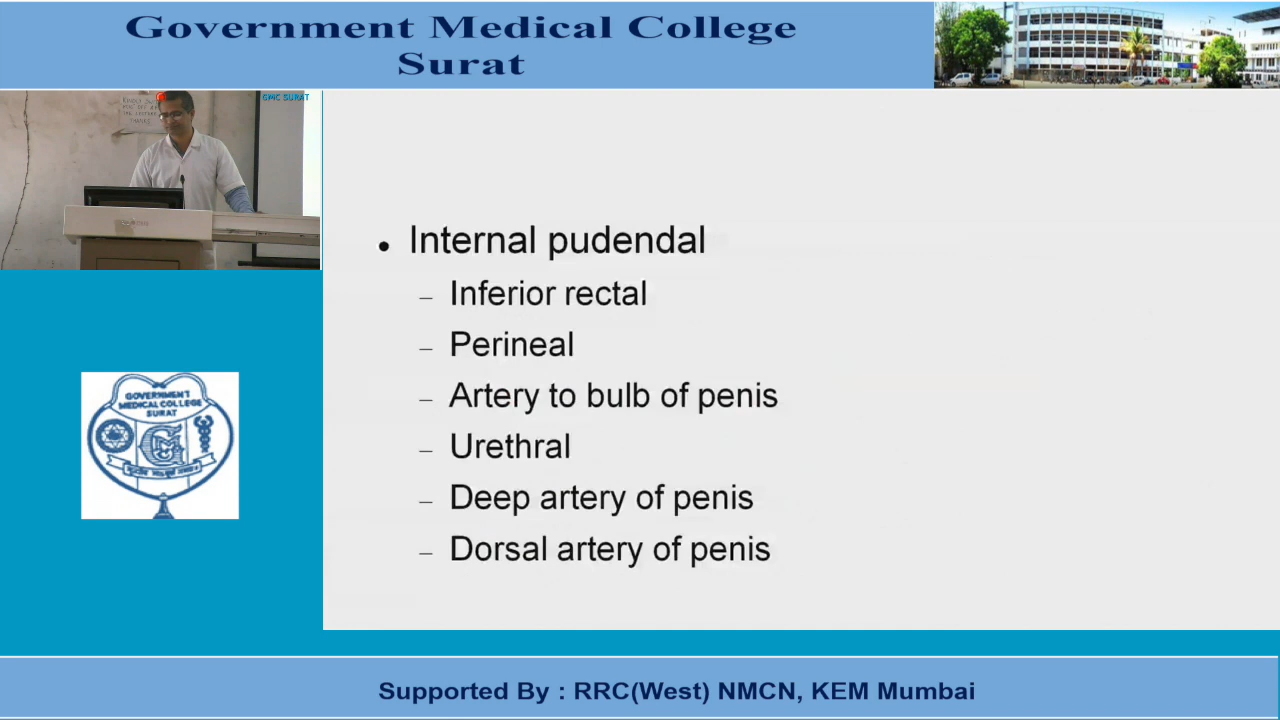 Government Medical College
Surat
GMC SURAT
THANKS
• Internal pudendal
– Inferior rectal
– Perineal
– Artery to bulb of penis
– Urethral
– Deep artery of penis
– Dorsal artery of penis
GOVERNMENT
MEDICAL COLLEGE
SURAT
Supported By : RRC(West) NMCN, KEM Mumbai